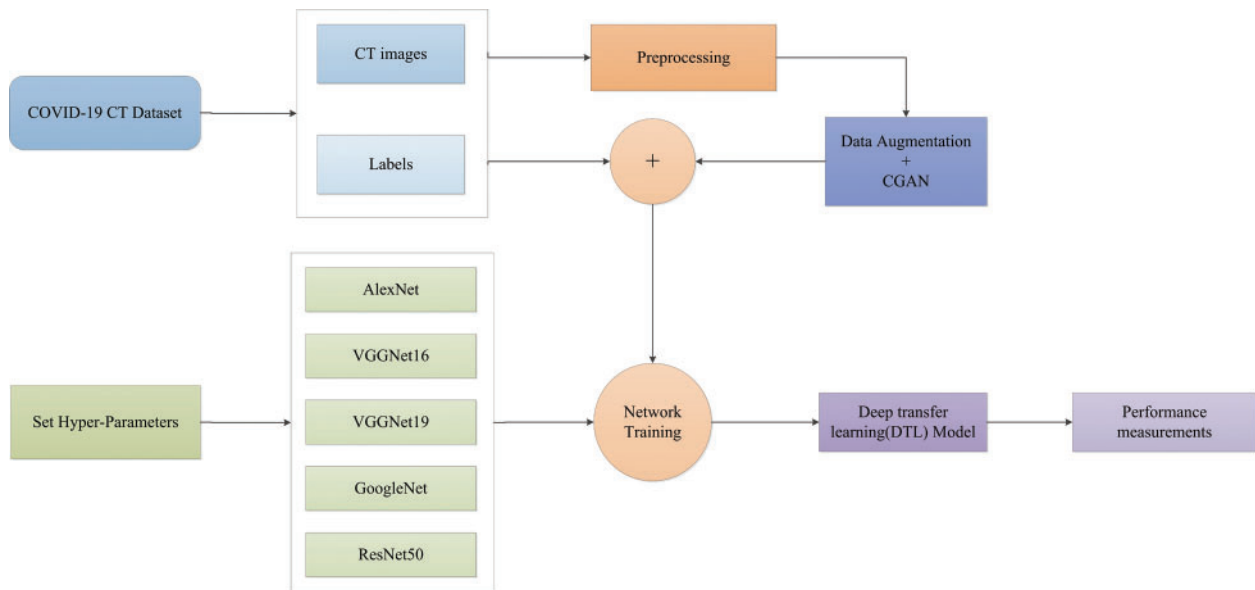 COVID-19 CT Dataset
CT images
Labels
Preprocessing
+
Data Augmentation
+
CGAN
Set Hyper-Parameters
AlexNet
VGGNet16
VGGNet19
GoogleNet
ResNet50
Network
Training
Deep transfer
learning(DTL) Model
Performance
measurements